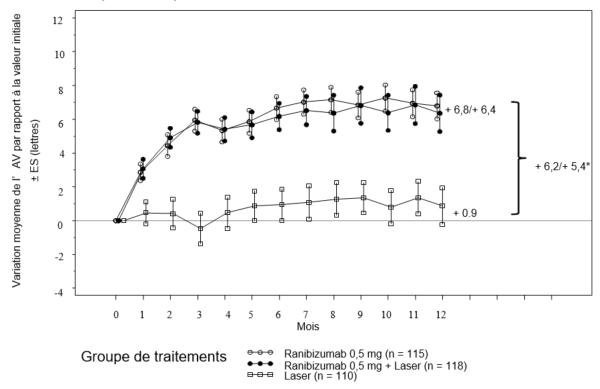 Variation moyenne de l' AV par rapport á la valeur initiale
± ES (lettres)
12
10
8
6
4
2
0
-2
-4
+ 6,8/+ 6,4
+ 6,2/+ 5,4*
+ 0.9
0 1 2 3 4 5 6 7 8 9 10 11 12
Mois
Groupe de traitements
Ranibizumab 0,5 mg (n = 115)
Ranibizumab 0,5 mg + Laser (n = 118)
Laser (n = 110)